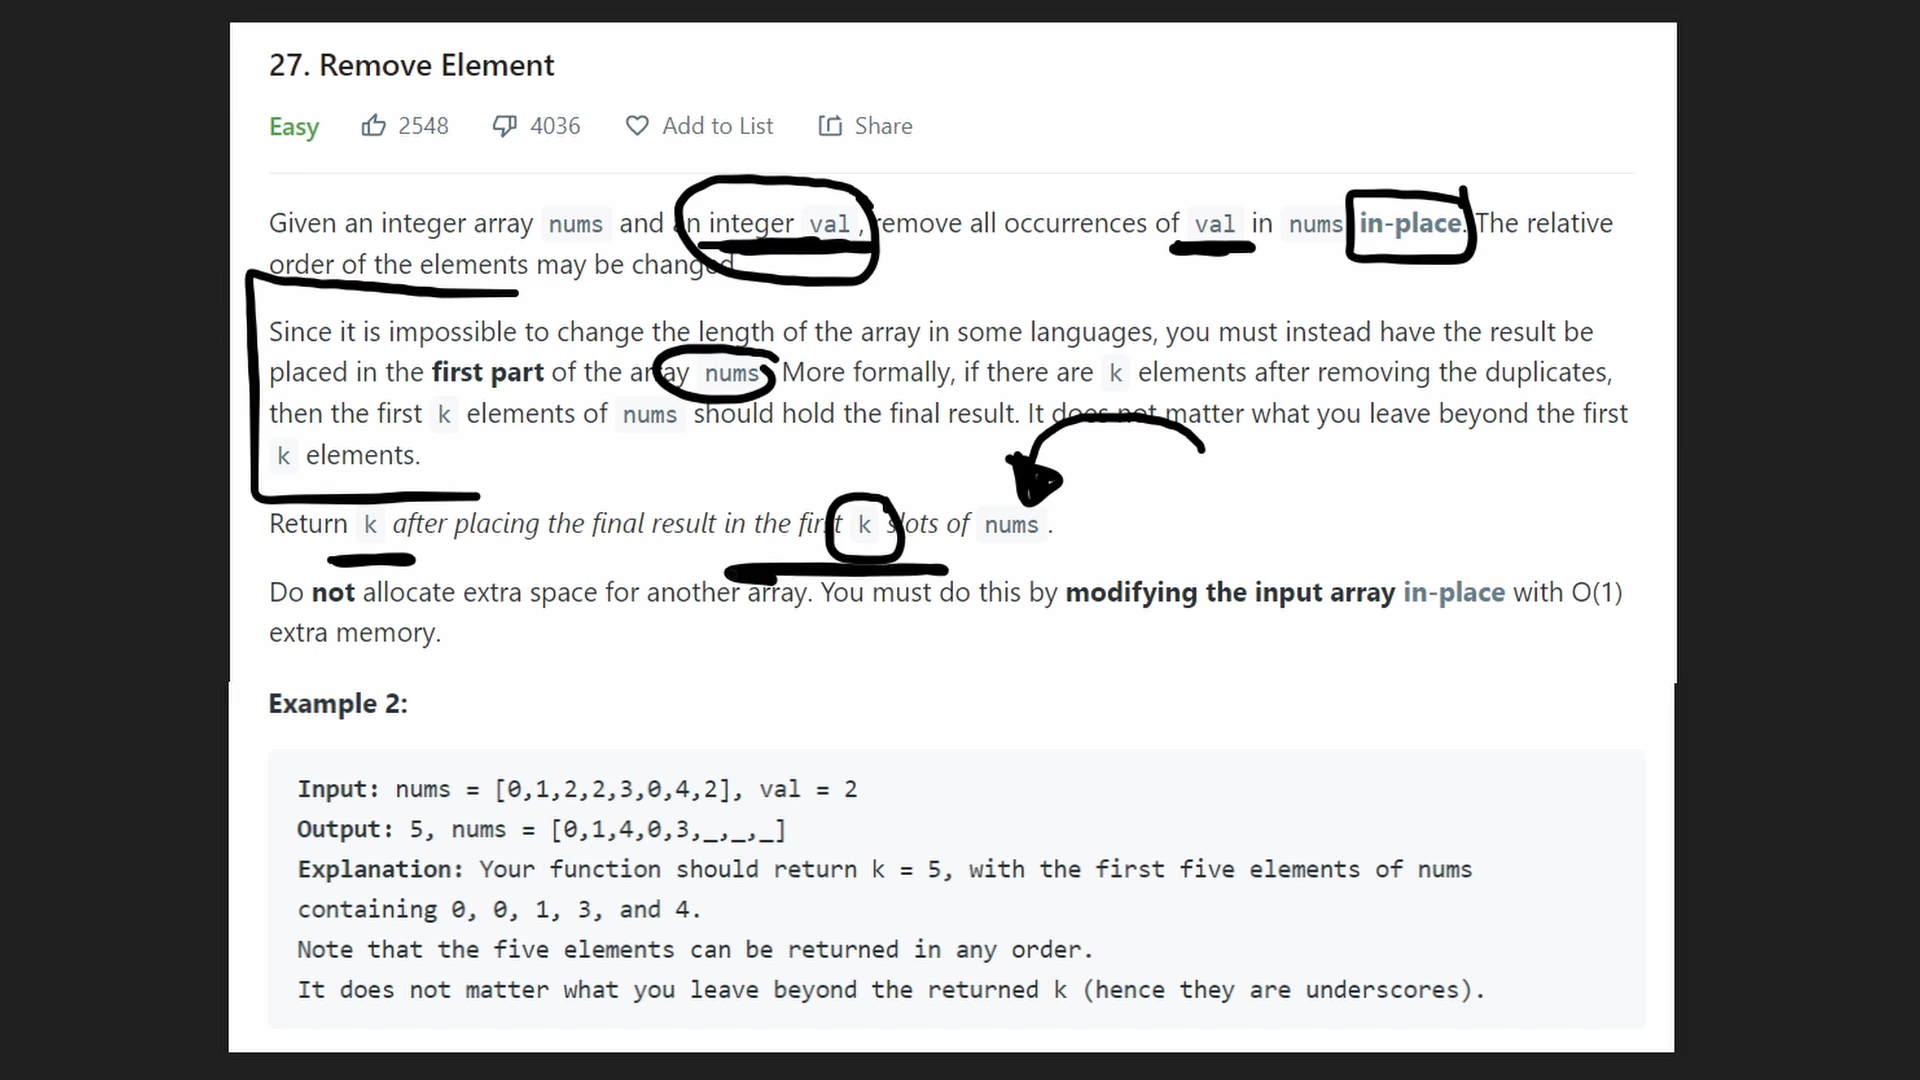 27. Remove Element
Easy 2548 4036 Add to List Share
Given an integer array nums and an integer val, remove all occurrences of val in nums in-place. The relative
order of the elements may be changed.
Since it is impossible to change the length of the array in some languages, you must instead have the result be
placed in the first part of the array nums. More formally, if there are k elements after removing the duplicates,
then the first k elements of nums should hold the final result. It does not matter what you leave beyond the first
k elements.
Return k after placing the final result in the first k slots of nums.
Do not allocate extra space for another array. You must do this by modifying the input array in-place with O(1)
extra memory.
Example 2:
Input: nums = [0,1,2,2,3,0,4,2], val = 2
Output: 5, nums = [0,1,4,0,3,_,_,_]
Explanation: Your function should return k = 5, with the first five elements of nums
containing 0, 0, 1, 3, and 4.
Note that the five elements can be returned in any order.
It does not matter what you leave beyond the returned k (hence they are underscores).